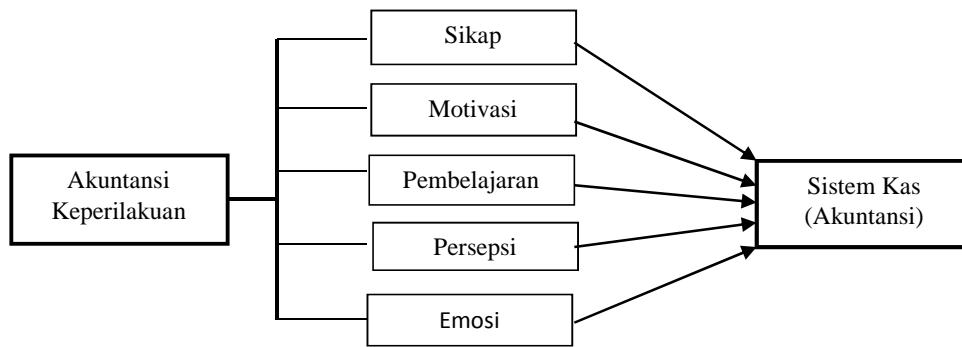 Sikap
Motivasi
Akuntansi
Keperilakuan
Pembelajaran
Persepsi
Emosi
Sistem Kas
(Akuntansi)